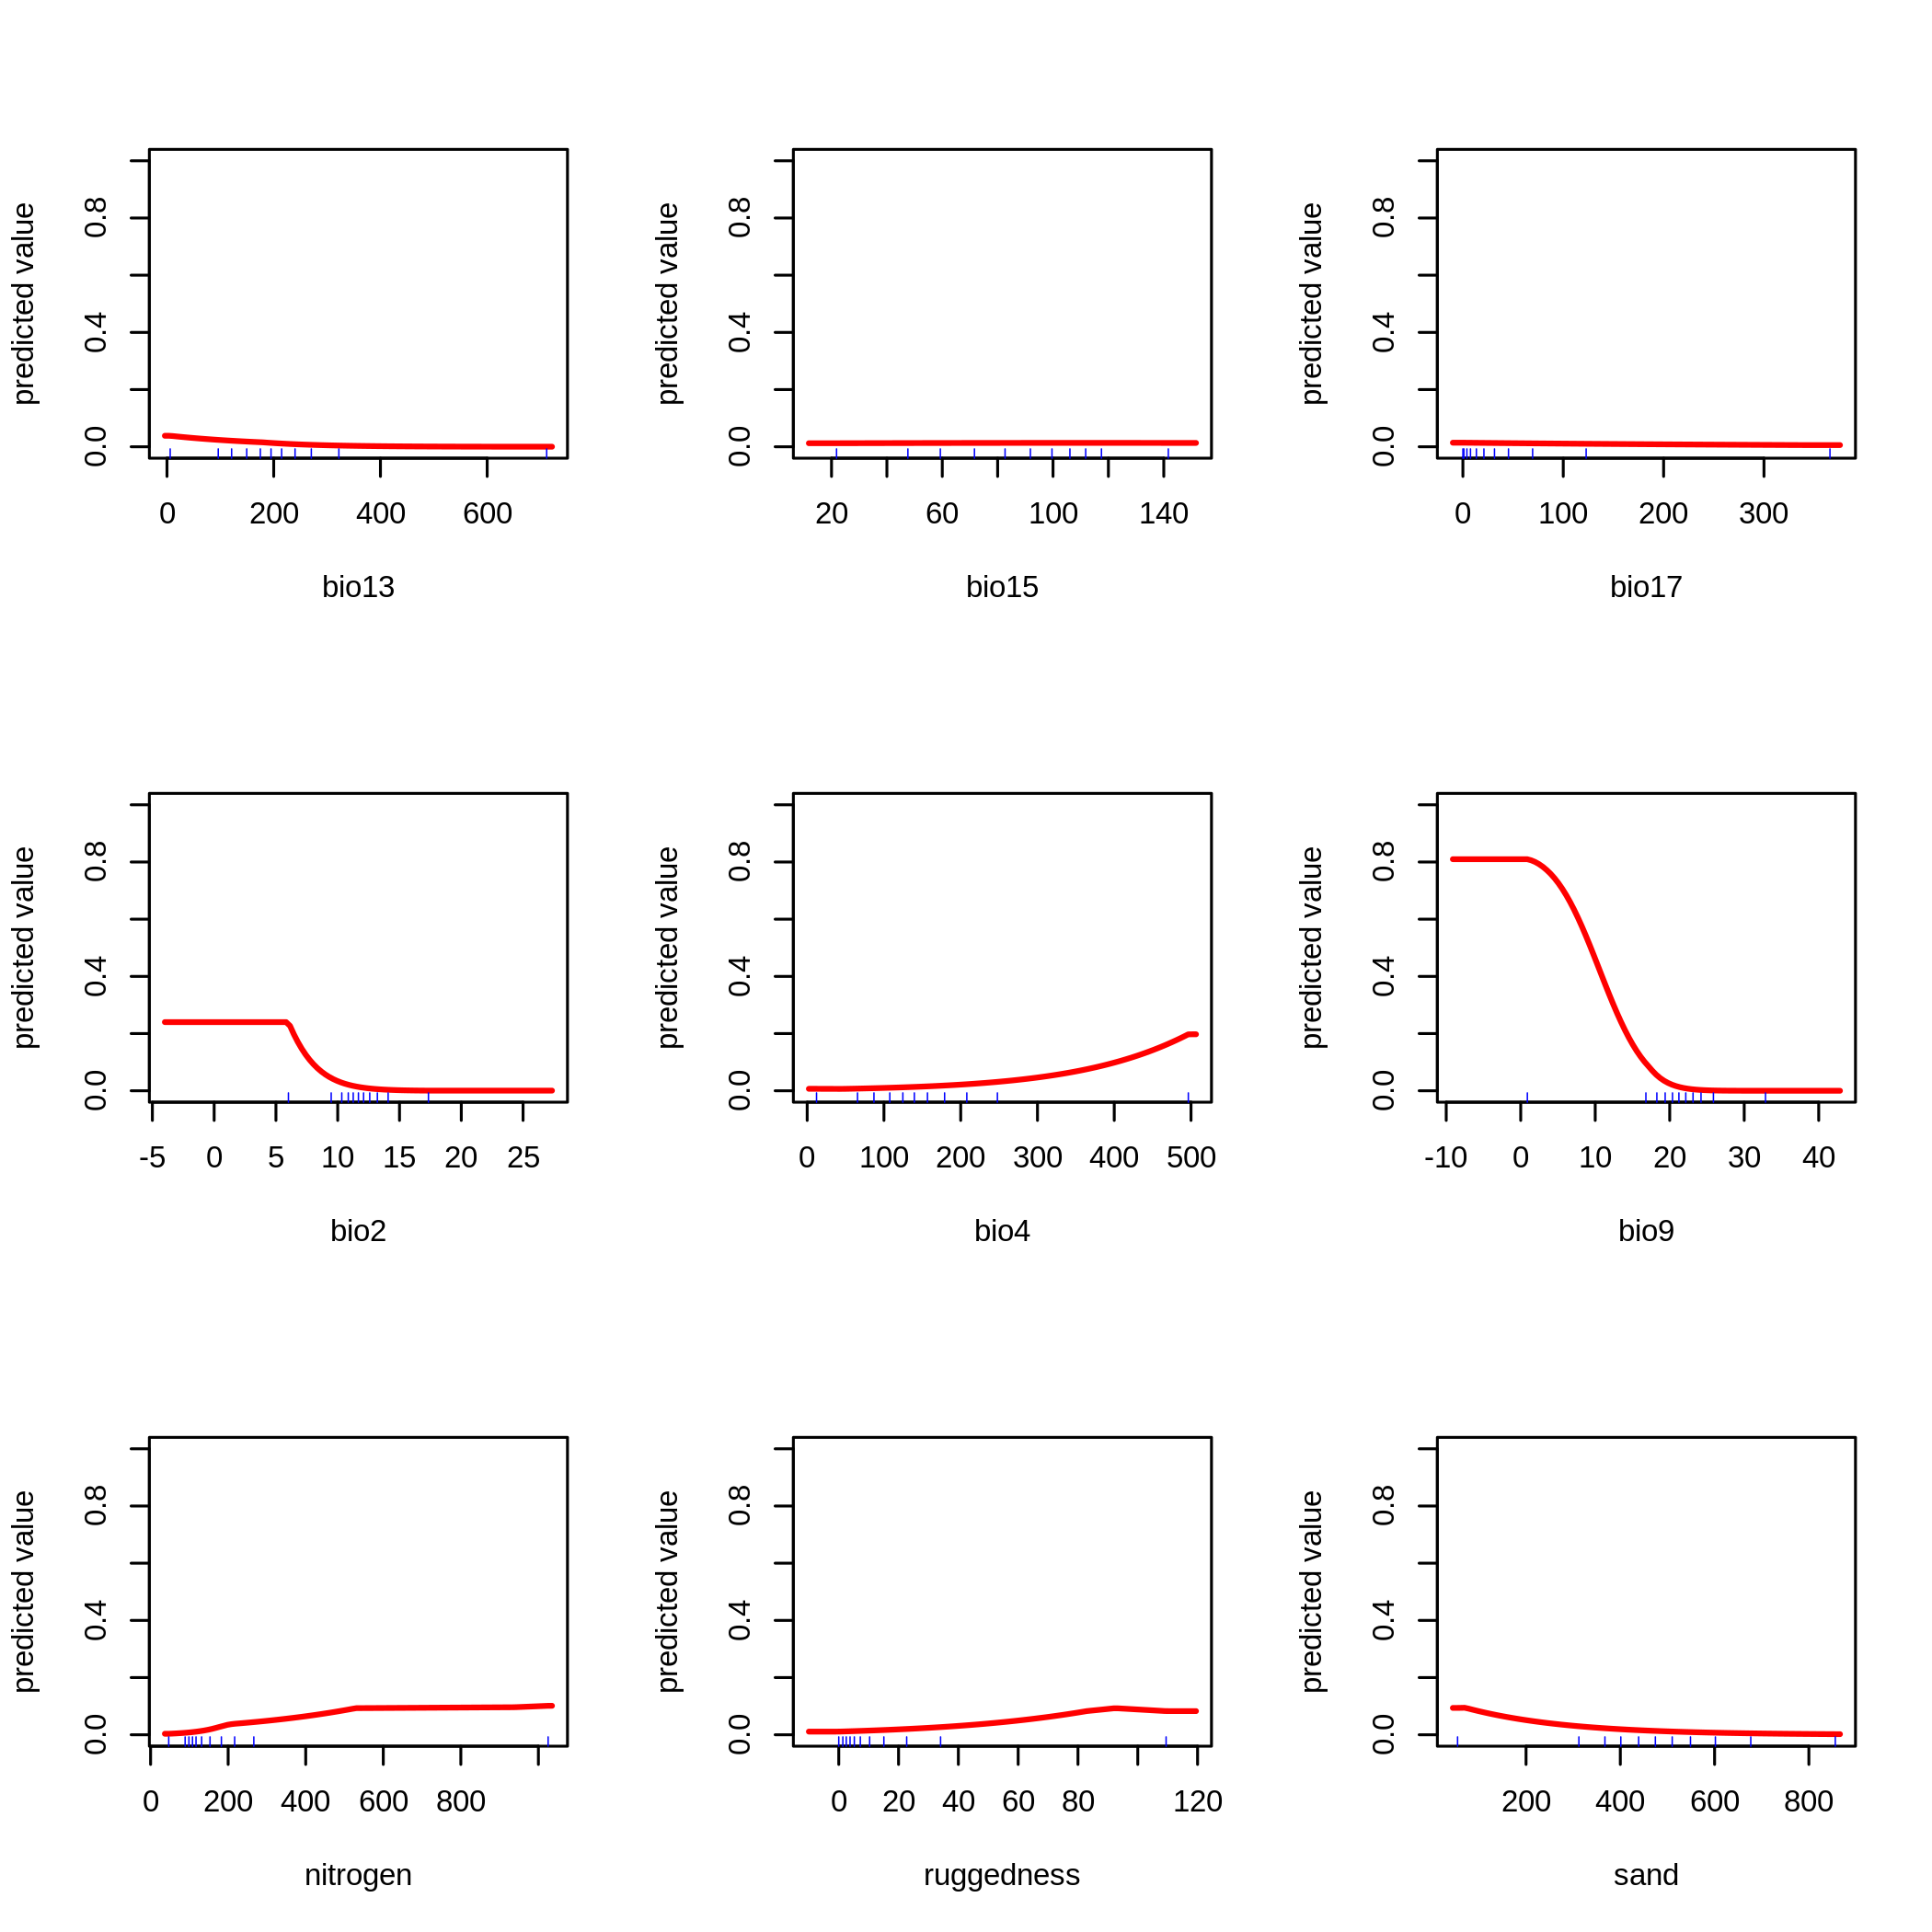 predicted value
0.0 0.4 0.8
0 200 400 600
bio13
predicted value
0.0 0.4 0.8
20 60 100 140
bio15
predicted value
0.0 0.4 0.8
0 100 200 300
bio17
predicted value
0.0 0.4 0.8
-5 0 5 10 15 20 25
bio2
predicted value
0.0 0.4 0.8
0 100 200 300 400 500
bio4
predicted value
0.0 0.4 0.8
-10 0 10 20 30 40
bio9
predicted value
0.0 0.4 0.8
0 200 400 600 800
nitrogen
predicted value
0.0 0.4 0.8
0 20 40 60 80 120
ruggedness
predicted value
0.0 0.4 0.8
200 400 600 800
sand